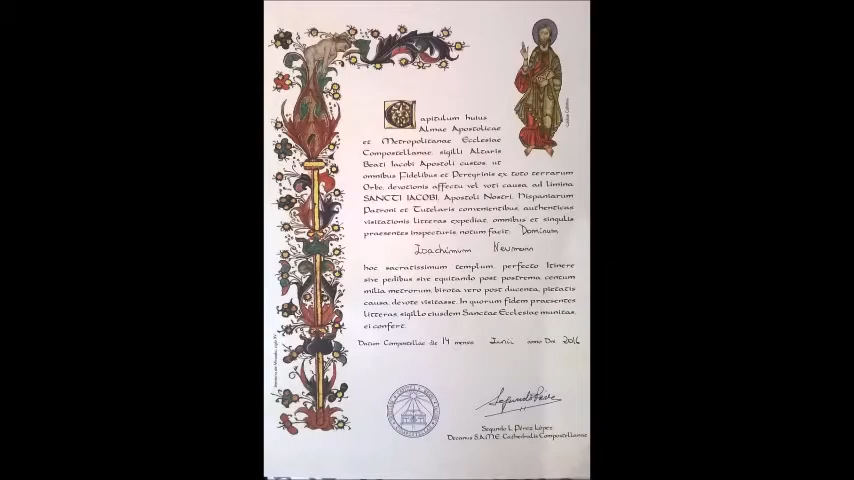 Capitulum huius
Almae Apostolicae
et Metropolitanae Ecclesiae
Compostellanae, sigilli Altaris
Beati Iacobi Apostoli custos, ut
omnibus Fidelibus et Peregrinis ex toto terrarum
Orbe, devotionis affectu vel voti causa, ad limina
SANCTI IACOBI, Apostoli Nostri, Hispaniarum
Patroni et Tutelaris convenientibus, authenticas
visitationis litteras expediat, omnibus et singulis
praesentes inspecturis, notum facit: Dominum
Ioachimum Neumann
hoc sacratissimum templum, perfecto Itinere
sive pedibus sive equitando post postrema centum
milia metrorum, birota vero post ducenta, pietatis
causa, devote visitasse. In quorum fidem praesentes
litteras, sigillo eiusdem Sanctae Ecclesiae munitas,
ei confert.
Datum Compostellae die 14 mensis Iunii anno Dni 2016
Segundo L. Pérez López
Decanus S.A.M.E. Cathedralis Compostellanae